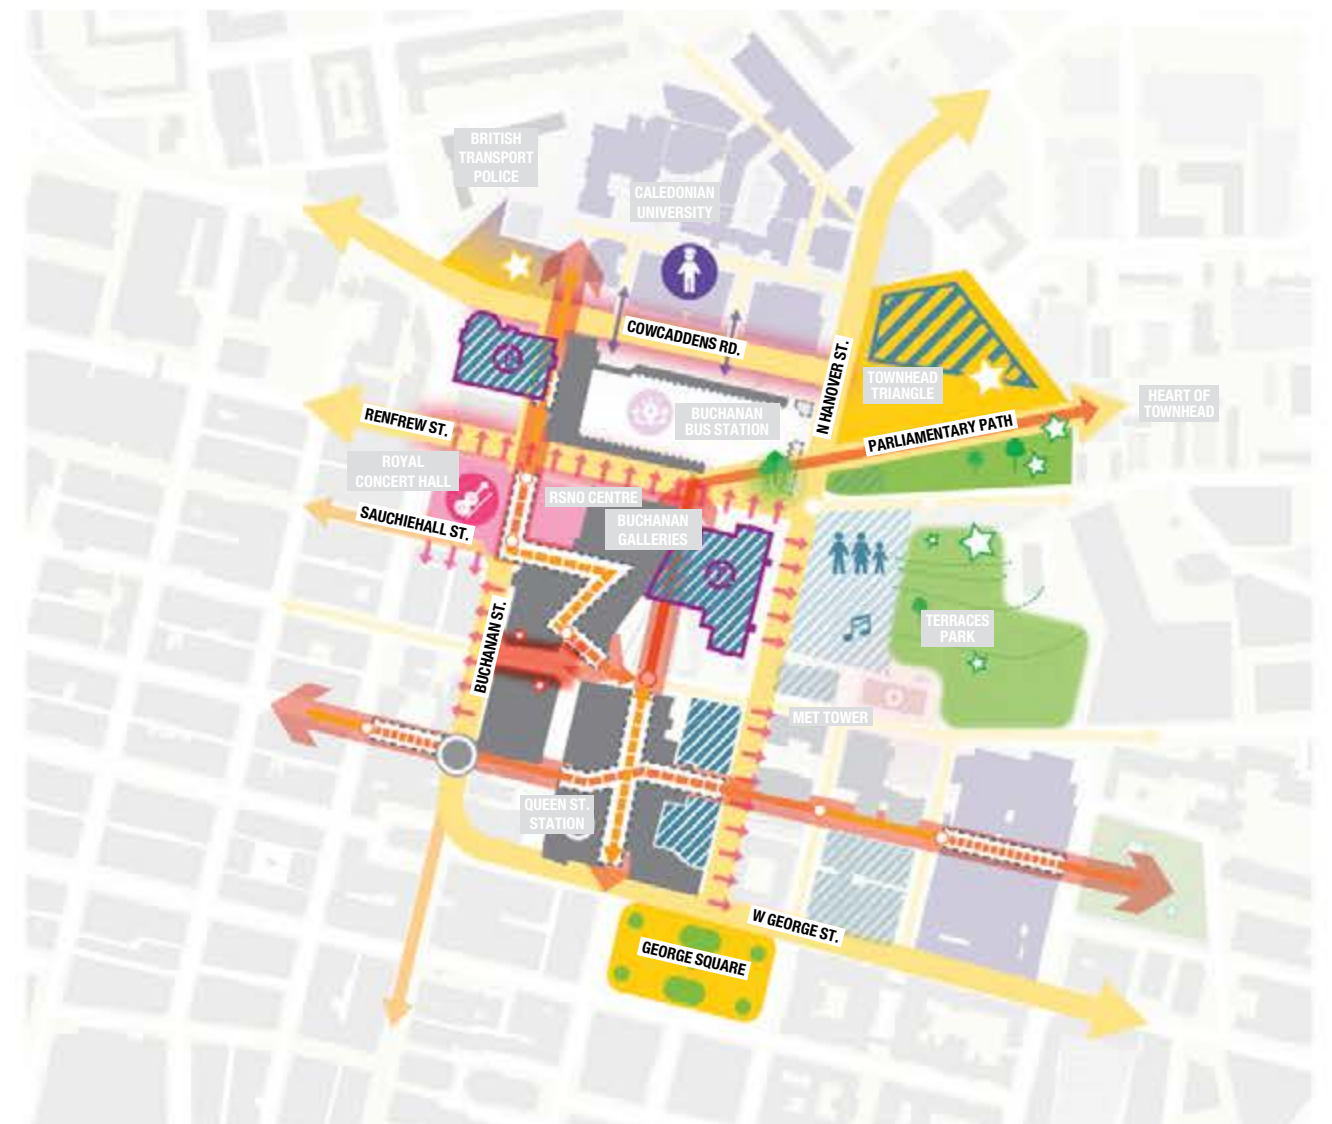 BRITISH
TRANSPORT
POLICE
CALEDONIAN
UNIVERSITY
COWCADDENS RD.
N HANOVER ST.
TOWNHEAD
TRIANGLE
HEART OF
TOWNHEAD
RENFREW ST.
BUCHANAN
BUS STATION
PARLIAMENTARY PATH
ROYAL
CONCERT HALL
RSNO CENTRE
SAUCHIEHALL ST.
BUCHANAN
GALLERIES
TERRACES
PARK
BUCHANAN ST.
MET TOWER
QUEEN ST.
STATION
W GEORGE ST.
GEORGE SQUARE